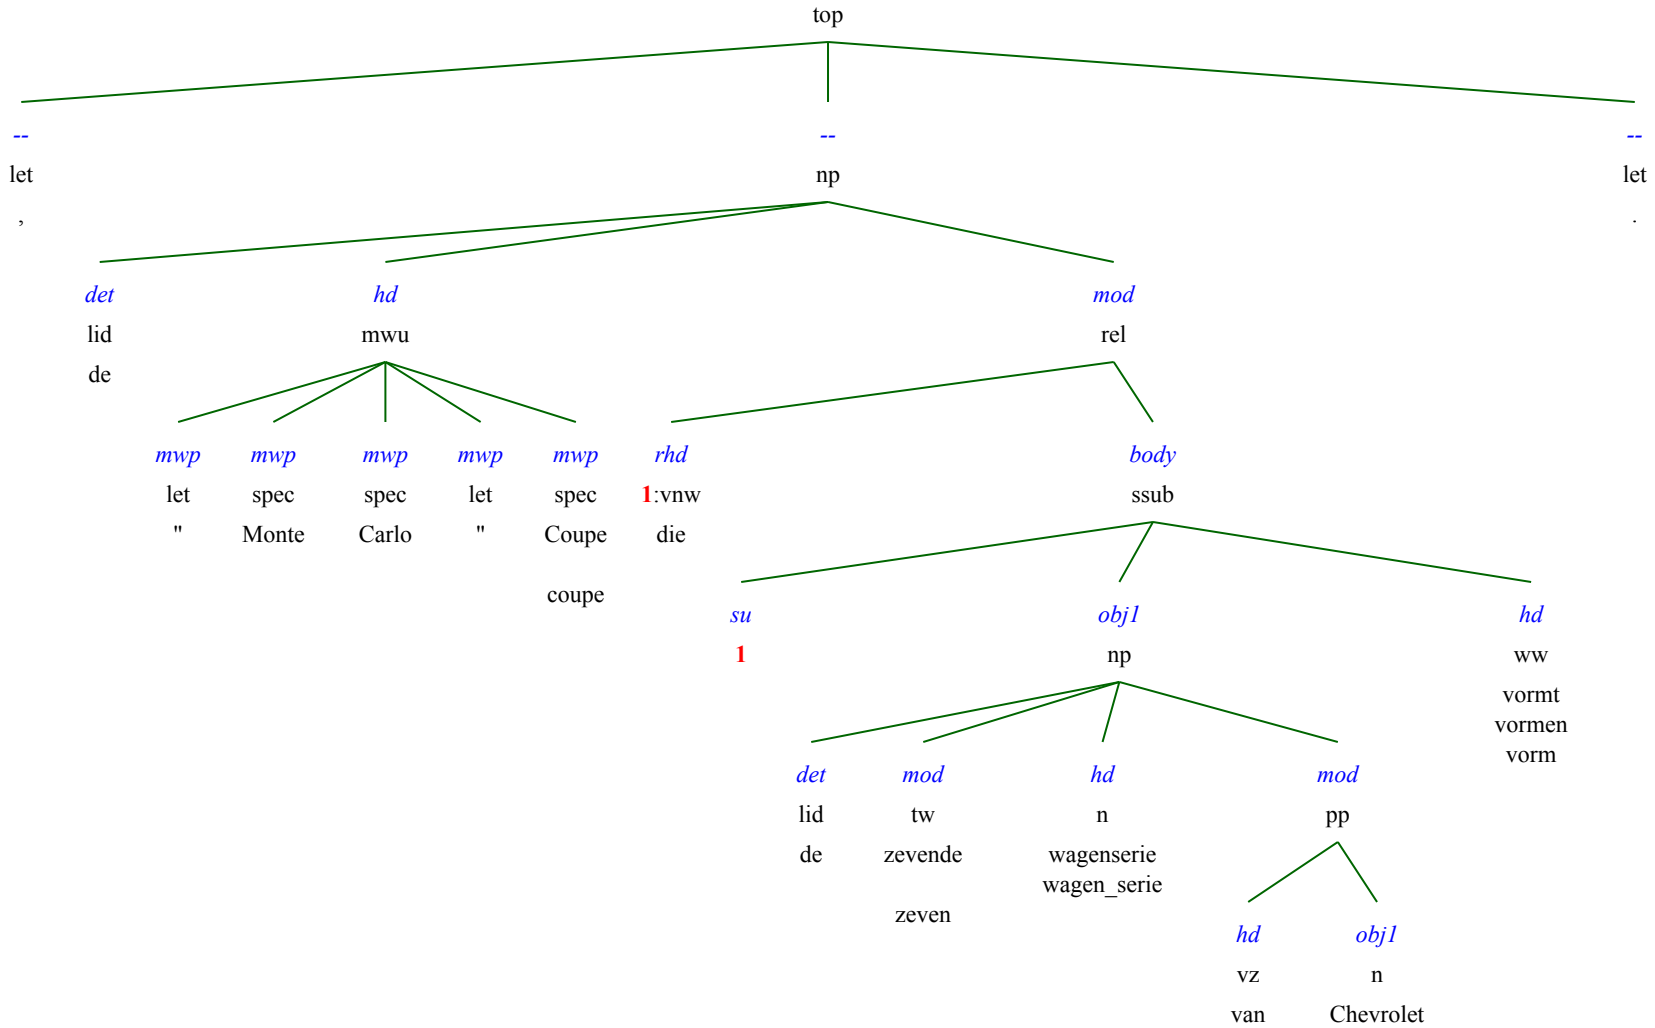 top
-- -- --
let np let
, .
det hd mod
lid mwu rel
de
mwp mwp mwp mwp mwp rhd body
let spec spec let spec 1:vnw ssub
" Monte Carlo " Coupe die
coupe
su obj1 hd
1 np ww
vormt
vormen
vorm
det mod hd mod
lid tw n pp
de zevende wagenserie
wagen_serie
zeven
hd obj1
vz n
van Chevrolet